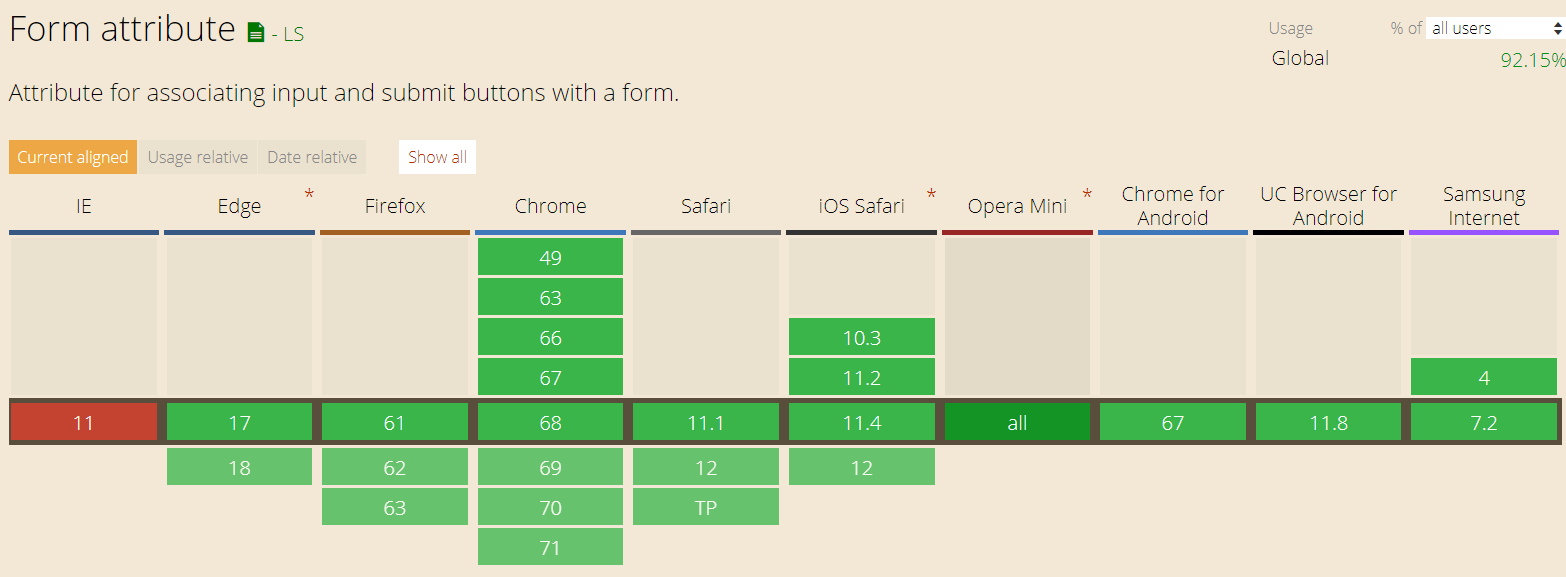 Form attribute - LS
Usage % of all users
Global 92.15%
Attribute for associating input and submit buttons with a form.
Current aligned Usage relative Date relative Show all
IE Edge * Firefox Chrome Safari iOS Safari * Opera Mini * Chrome for Android UC Browser for Android Samsung Internet
49
63
66 10.3
67 11.2 4
11 17 61 68 11.1 11.4 all 67 11.8 7.2
18 62 69 12 12
63 70 TP
71